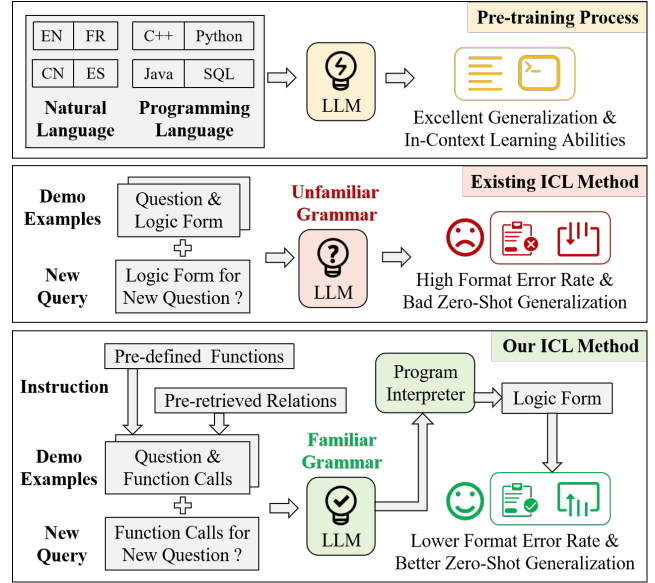 Pre-training Process
EN FR
C++ Python
CN ES
Java SQL
Natural
Language
Programming
Language
LLM
Excellent Generalization &
In-Context Learning Abilities
Existing ICL Method
Demo
Examples
Question &
Logic Form
New
Query
Logic Form for
New Question ?
Unfamiliar
Grammar
LLM
High Format Error Rate &
Bad Zero-Shot Generalization
Our ICL Method
Instruction
Pre-defined Functions
Pre-retrieved Relations
Demo
Examples
Question &
Function Calls
New
Query
Function Calls for
New Question ?
Familiar
Grammar
LLM
Program
Interpreter
Logic Form
Lower Format Error Rate &
Better Zero-Shot Generalization